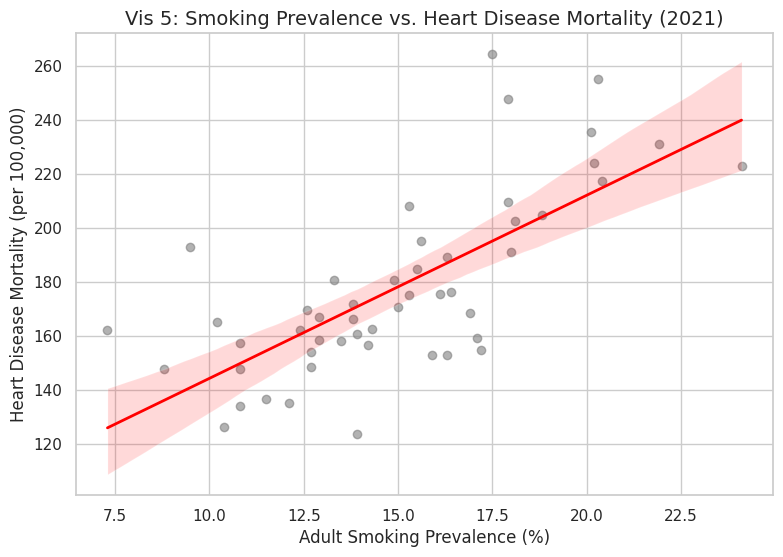 Vis 5: Smoking Prevalence vs. Heart Disease Mortality (2021)
Heart Disease Mortality (per 100,000)
260
240
220
200
180
160
140
120
7.5 10.0 12.5 15.0 17.5 20.0 22.5
Adult Smoking Prevalence (%)